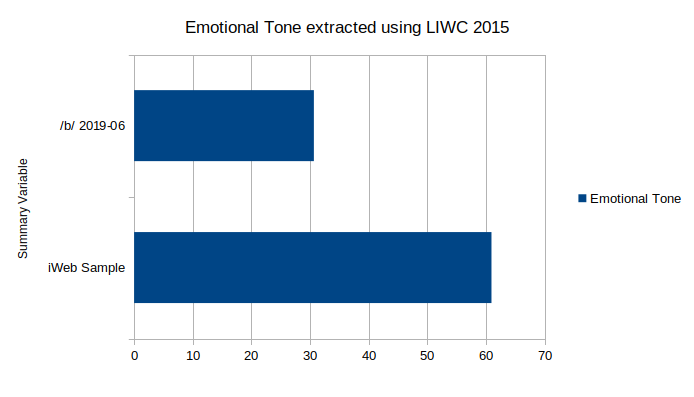 Emotional Tone extracted using LIWC 2015
/b/ 2019-06
Summary Variable
iWeb Sample
Emotional Tone
0 10 20 30 40 50 60 70